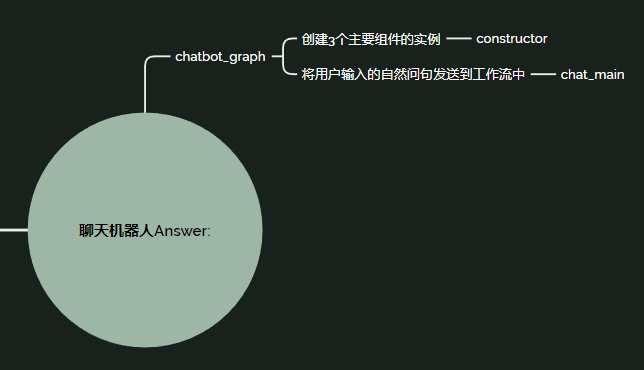 创建3个主要组件的实例
constructor
chatbot_graph
将用户输入的自然问句发送到工作流中
chat_main
聊天机器人Answer: